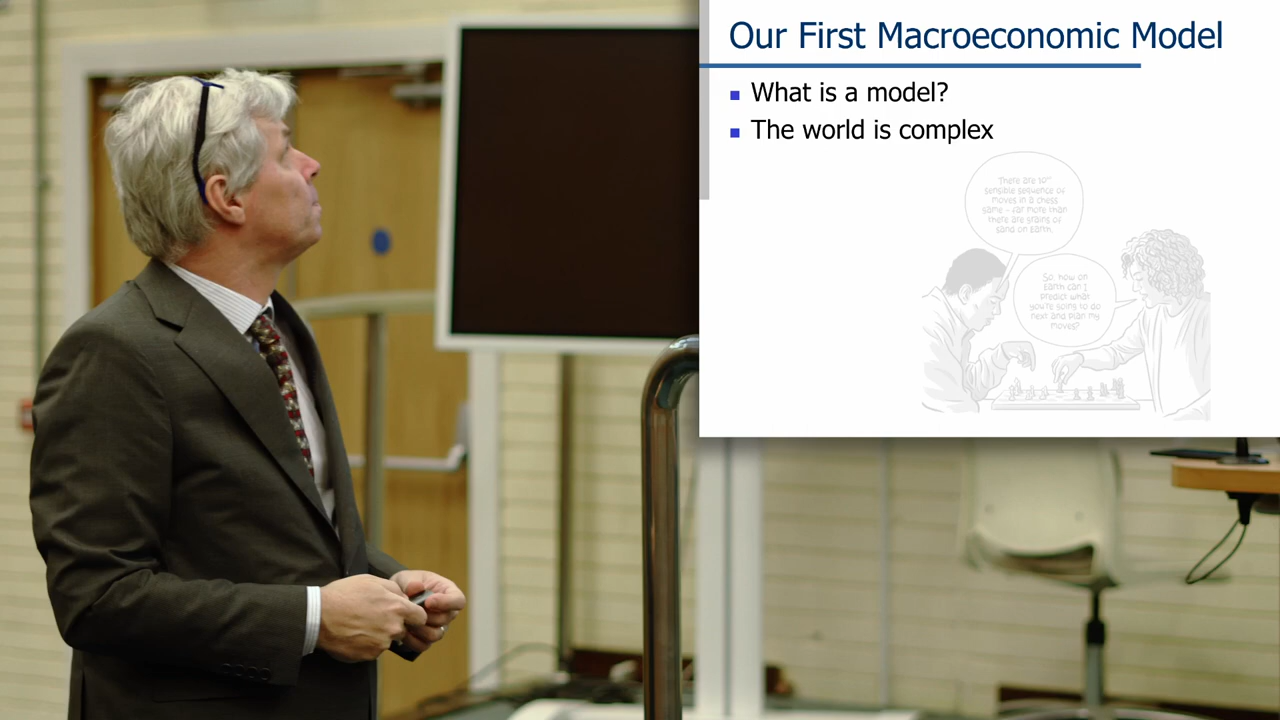 Our First Macroeconomic Model
What is a model?
The world is complex
There are
sensible sequence of
moves in a chess
game - far more than
there are grains of
sand on Earth.
So, how on
Earth can I
predict what
you're going to do
next and plan my
moves?